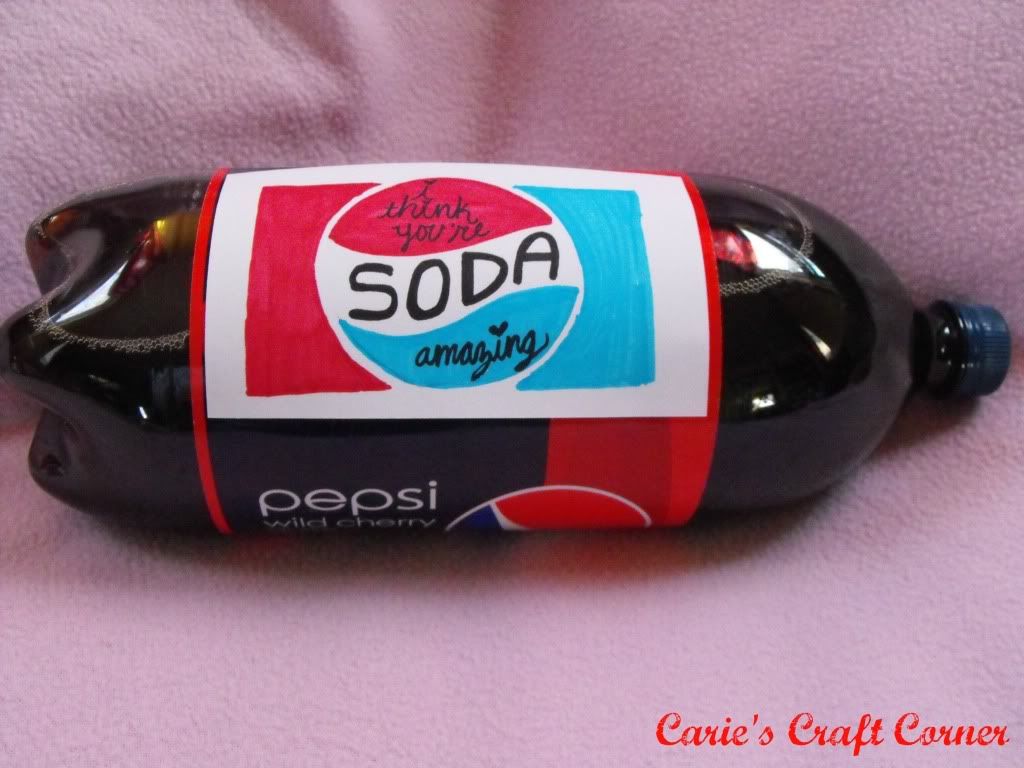 i
think
you're
SODA
amazing
pepsi
wild cherry
Carie's Craft Corner